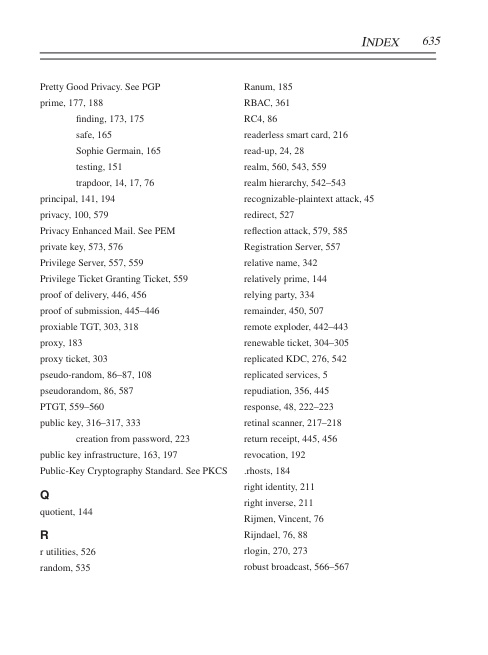 INDEX 635
Pretty Good Privacy. See PGP
prime, 177, 188
finding, 173, 175
safe, 165
Sophie Germain, 165
testing, 151
trapdoor, 14, 17, 76
principal, 141, 194
privacy, 100, 579
Privacy Enhanced Mail. See PEM
private key, 573, 576
Privilege Server, 557, 559
Privilege Ticket Granting Ticket, 559
proof of delivery, 446, 456
proof of submission, 445–446
proxiable TGT, 303, 318
proxy, 183
proxy ticket, 303
pseudo-random, 86–87, 108
pseudorandom, 86, 587
PTGT, 559–560
public key, 316–317, 333
creation from password, 223
public key infrastructure, 163, 197
Public-Key Cryptography Standard. See PKCS
Q
quotient, 144
R
r utilities, 526
random, 535
Ranum, 185
RBAC, 361
RC4, 86
readerless smart card, 216
read-up, 24, 28
realm, 560, 543, 559
realm hierarchy, 542–543
recognizable-plaintext attack, 45
redirect, 527
reflection attack, 579, 585
Registration Server, 557
relative name, 342
relatively prime, 144
relying party, 334
remainder, 450, 507
remote exploder, 442–443
renewable ticket, 304–305
replicated KDC, 276, 542
replicated services, 5
repudiation, 356, 445
response, 48, 222–223
retinal scanner, 217–218
return receipt, 445, 456
revocation, 192
.rhosts, 184
right identity, 211
right inverse, 211
Rijmen, Vincent, 76
Rijndael, 76, 88
rlogin, 270, 273
robust broadcast, 566–567